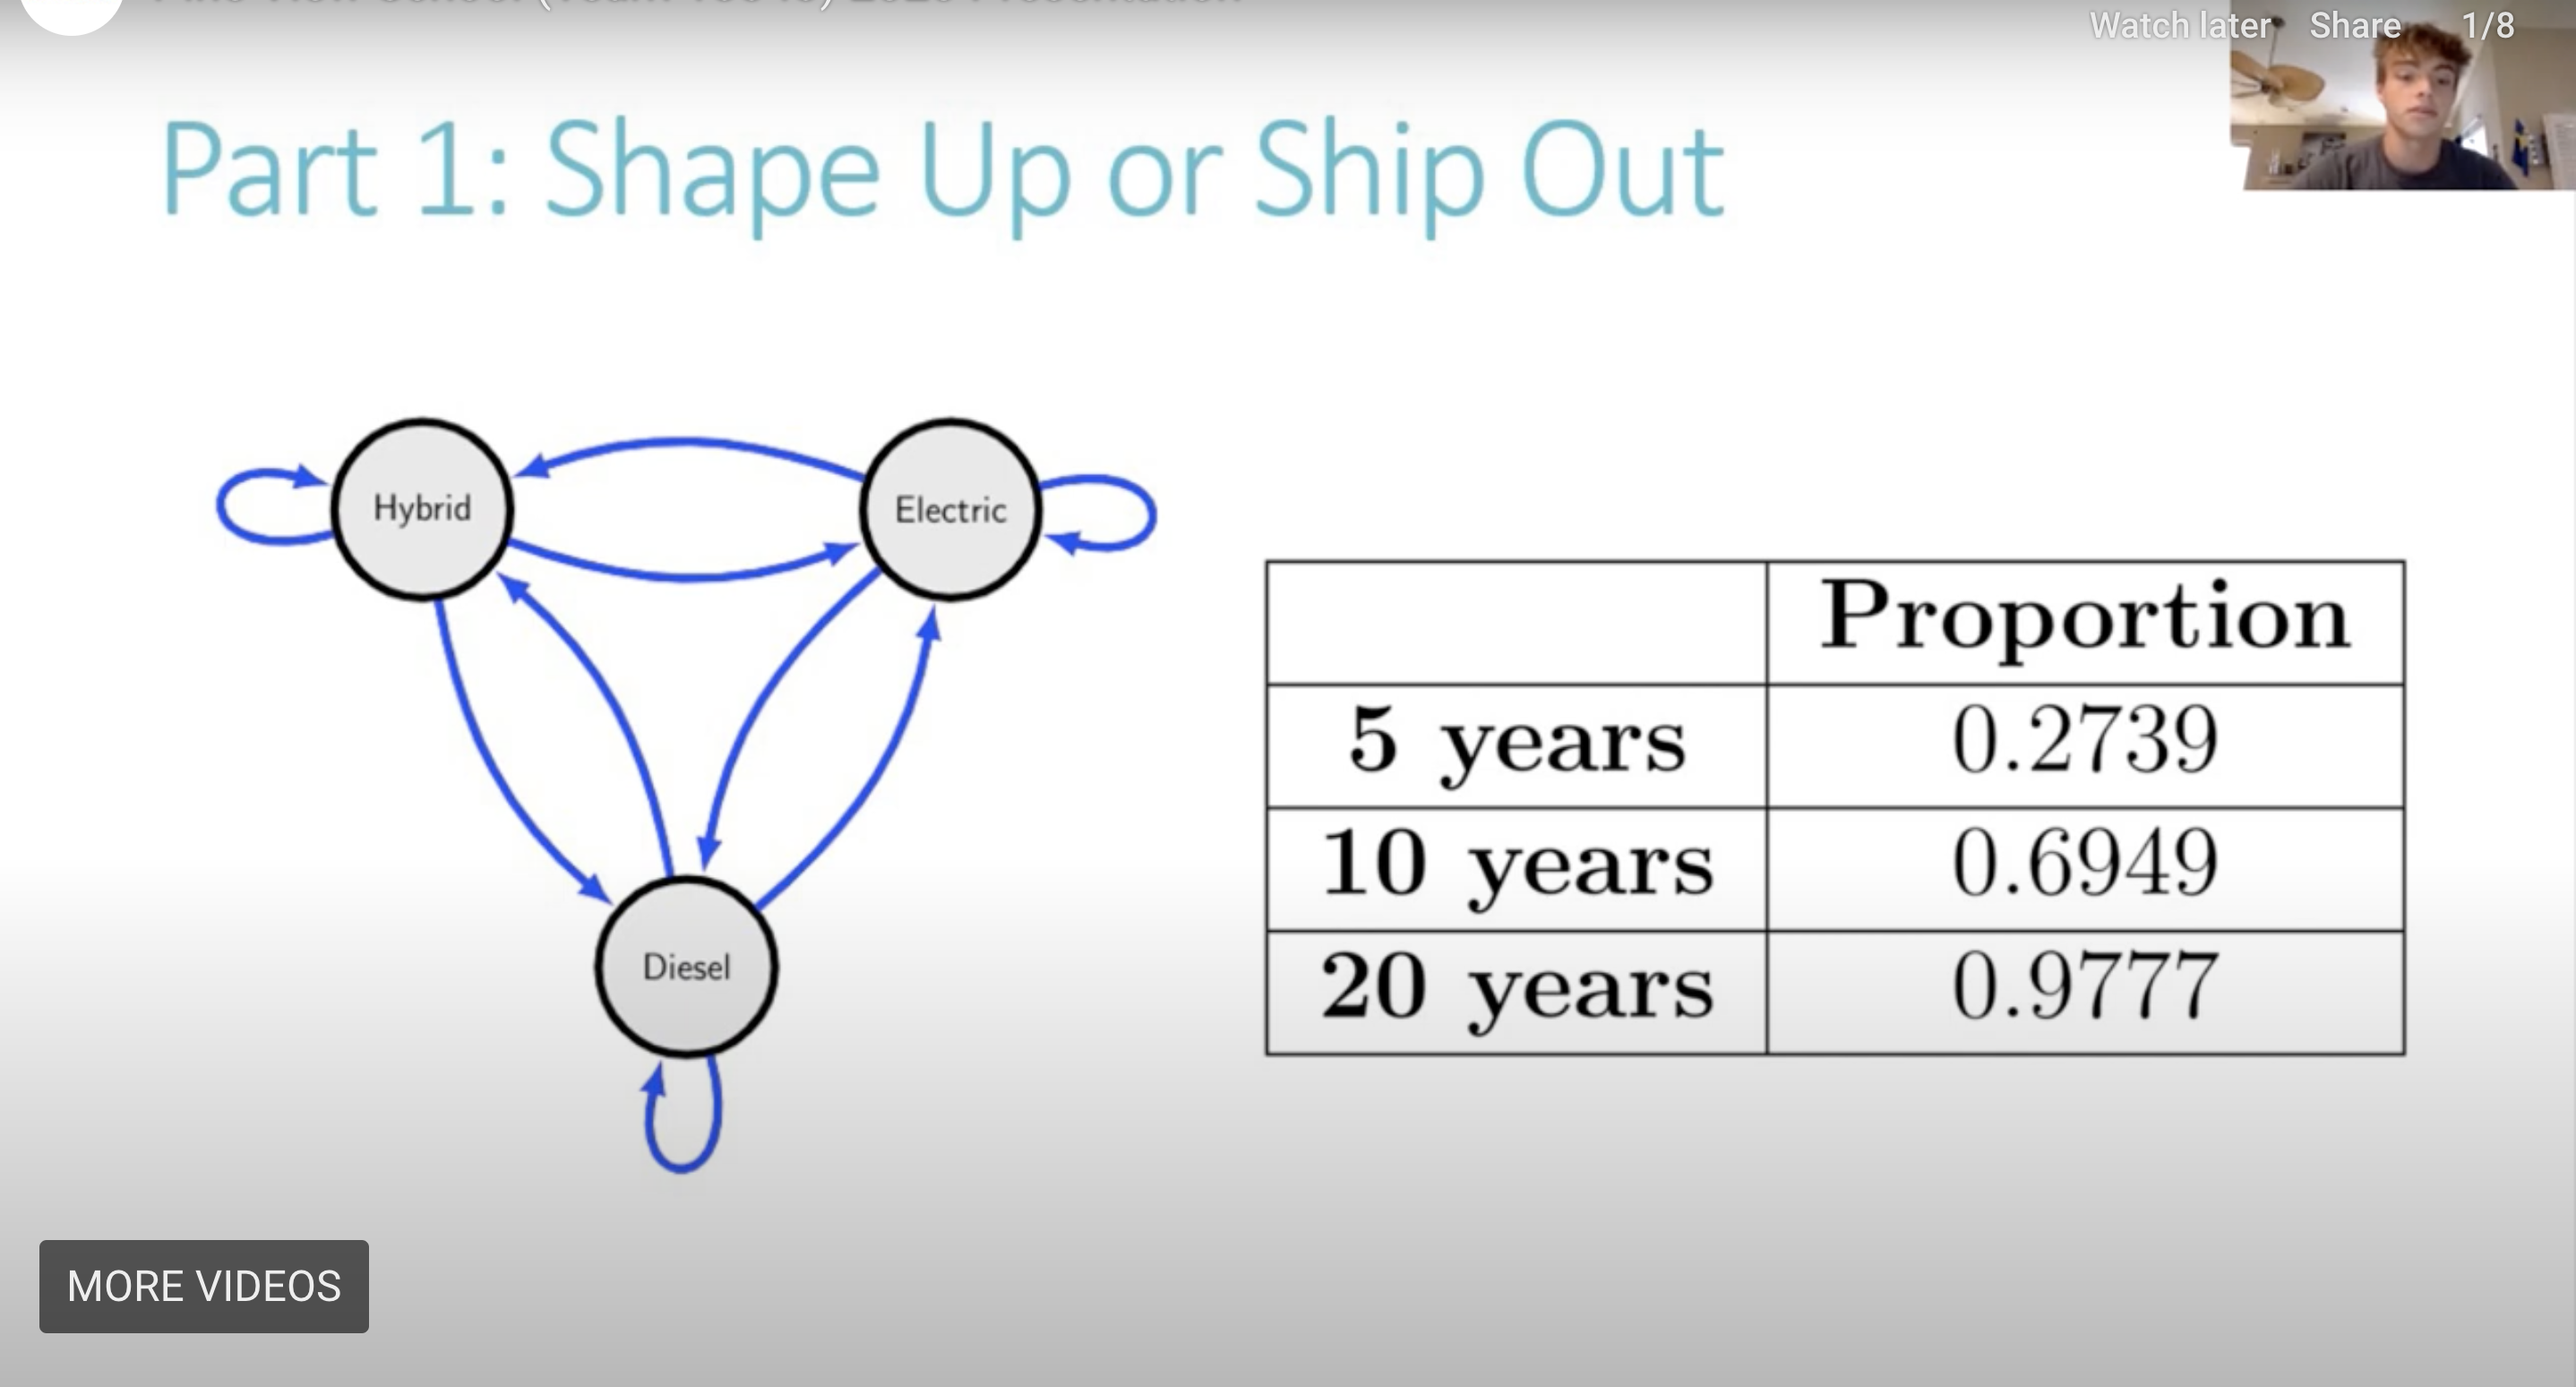 Watch later Share 1/8
Part 1: Shape Up or Ship Out
Hybrid
Electric
Diesel
Proportion
5 years 0.2739
10 years 0.6949
20 years 0.9777
MORE VIDEOS